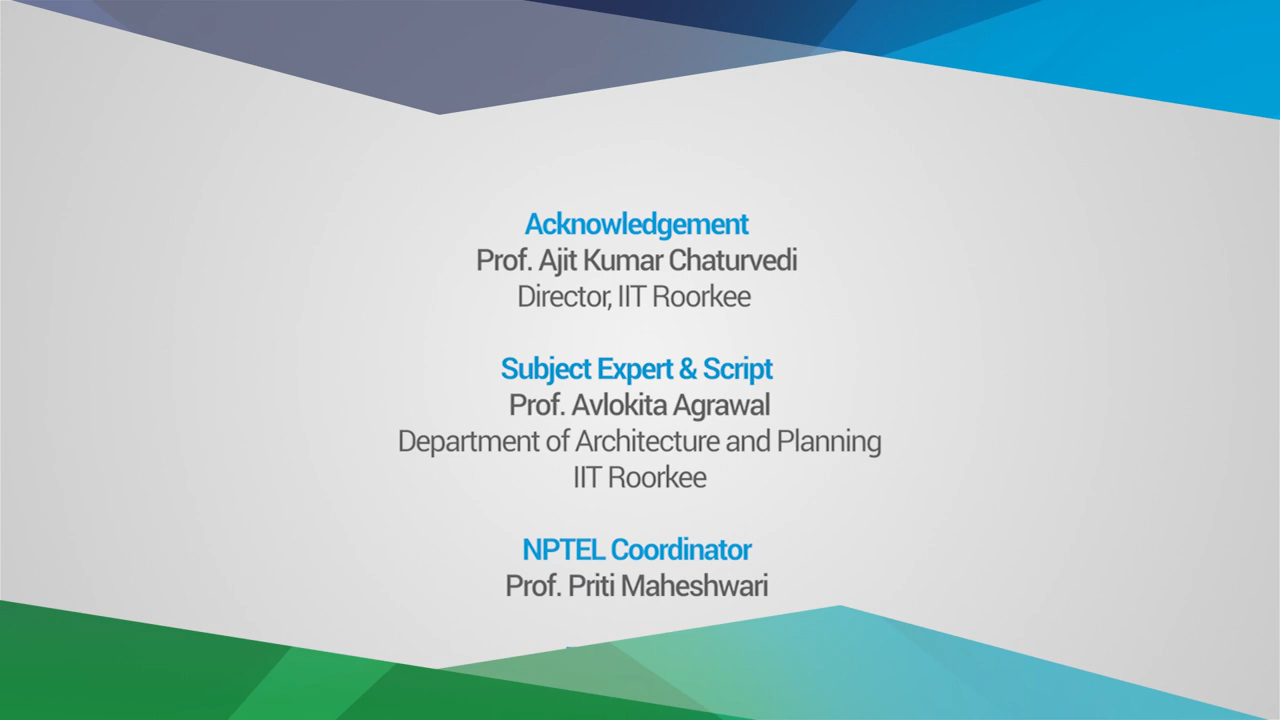 Acknowledgement
Prof. Ajit Kumar Chaturvedi
Director, IIT Roorkee
Subject Expert & Script
Prof. Avlokita Agrawal
Department of Architecture and Planning
IIT Roorkee
NPTEL Coordinator
Prof. Priti Maheshwari